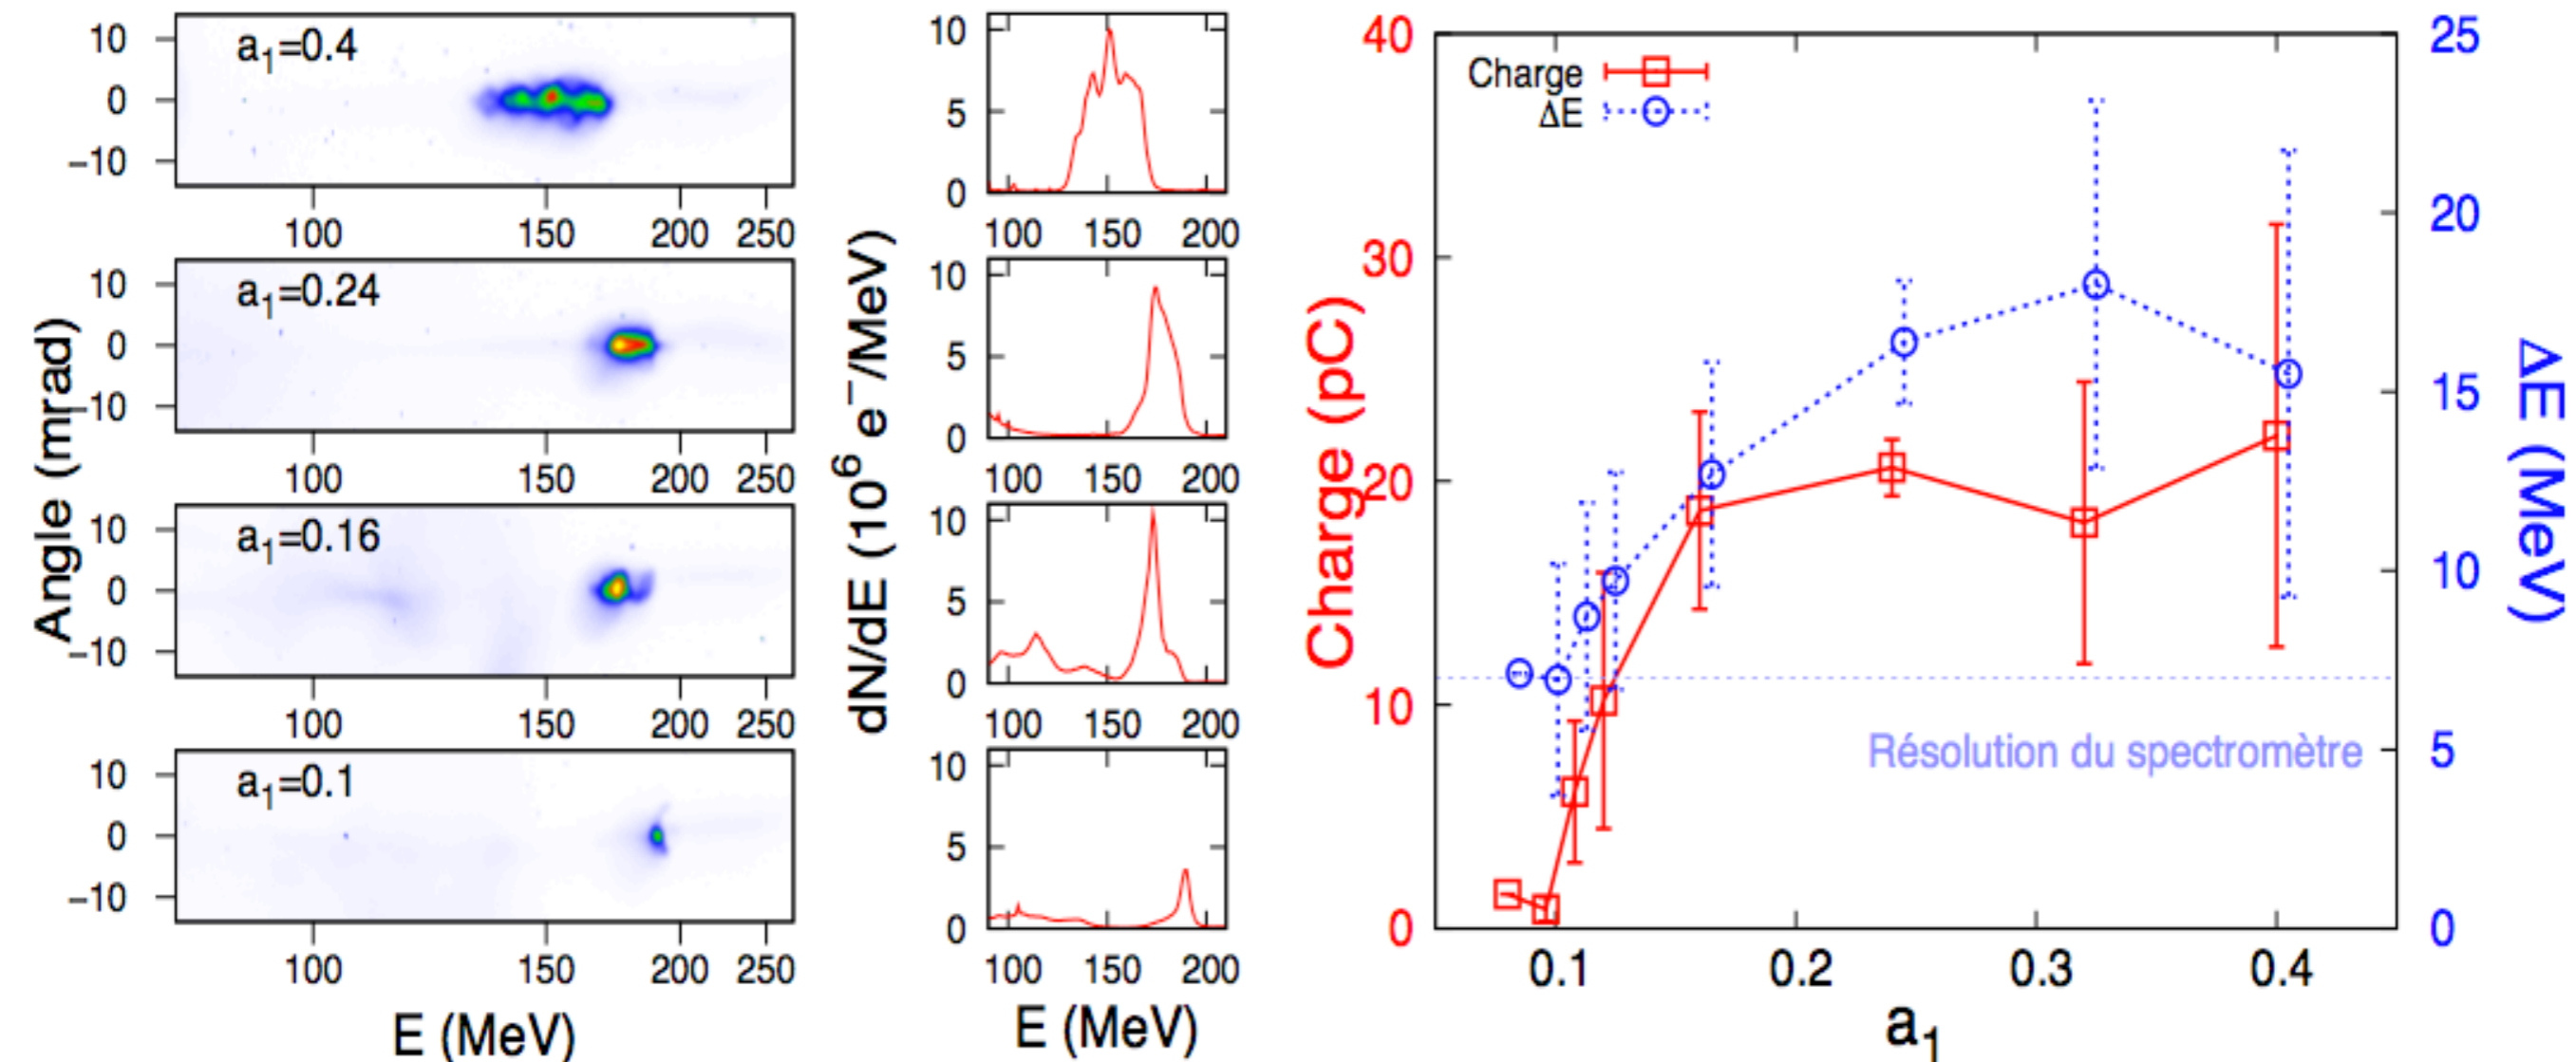 Angle (mrad)
a1=0.4
10
0
−10
100 150 200 250
a1=0.24
10
0
−10
100 150 200 250
a1=0.16
10
0
−10
100 150 200 250
a1=0.1
10
0
−10
100 150 200 250
E (MeV)
dN/dE (10^6 e^−/MeV)
10
5
0
100 150 200
10
5
0
100 150 200
10
5
0
100 150 200
10
5
0
100 150 200
E (MeV)
Charge (pC)
40
30
20
10
0
Charge
ΔE
Résolution du spectromètre
0.1 0.2 0.3 0.4
a1
25
20
15
10
5
0
ΔE (MeV)